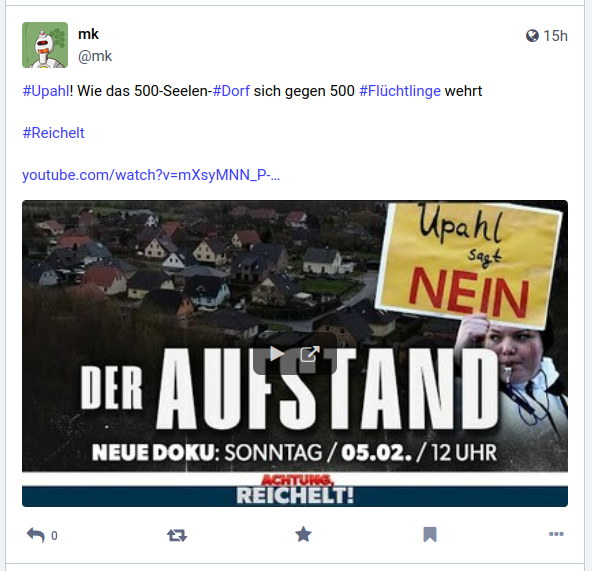 mk
15h
@mk
#Upahl! Wie das 500-Seelen-#Dorf sich gegen 500 #Flüchtlinge wehrt
#Reichelt
youtube.com/watch?v=mXsyMNN_P-…
Upahl
sagt
NEIN
DER AUFSTAND
NEUE DOKU: SONNTAG / 05.02. / 12 UHR
ACHTUNG,
REICHELT!
0